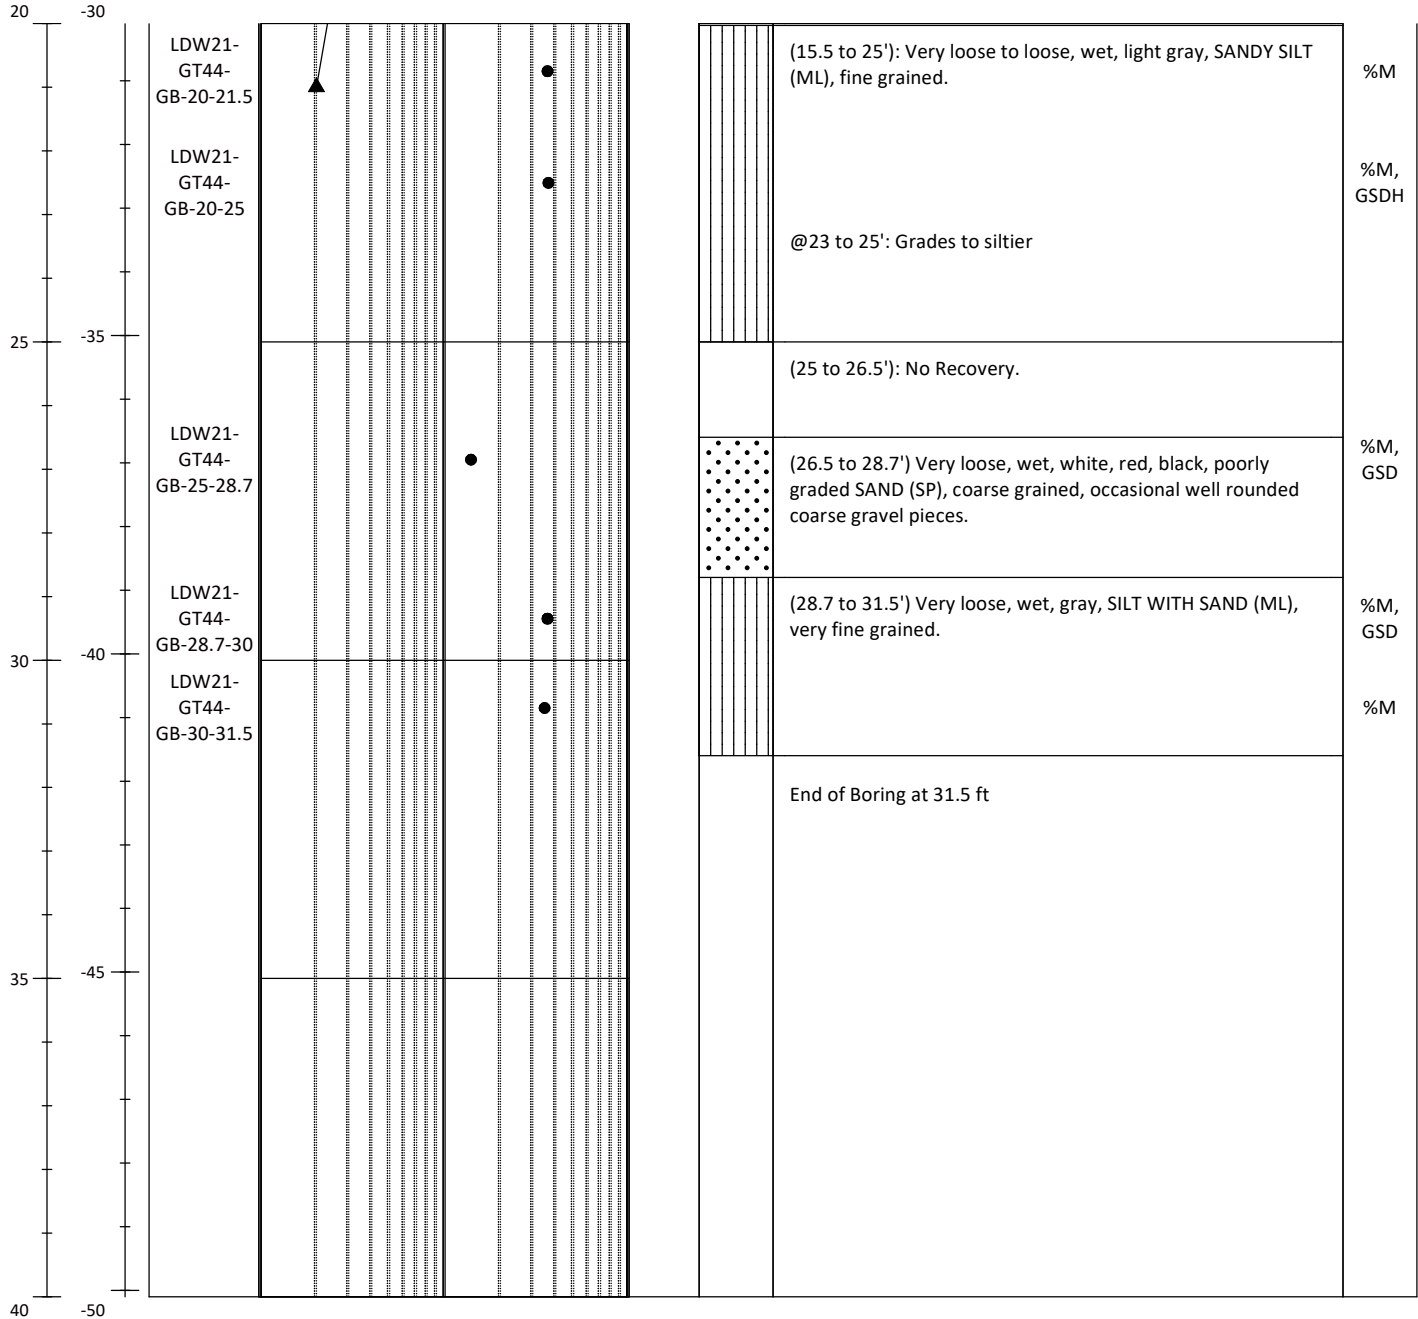 20
-30
LDW21-
GT44-
GB-20-21.5
(15.5 to 25'): Very loose to loose, wet, light gray, SANDY SILT
(ML), fine grained.
%M
LDW21-
GT44-
GB-20-25
%M,
GSDH
@23 to 25': Grades to siltier
25
-35
(25 to 26.5'): No Recovery.
LDW21-
GT44-
GB-25-28.7
(26.5 to 28.7') Very loose, wet, white, red, black, poorly
graded SAND (SP), coarse grained, occasional well rounded
coarse gravel pieces.
%M,
GSD
LDW21-
GT44-
GB-28.7-30
(28.7 to 31.5') Very loose, wet, gray, SILT WITH SAND (ML),
very fine grained.
%M,
GSD
30
-40
LDW21-
GT44-
GB-30-31.5
%M
End of Boring at 31.5 ft
35
-45
40
-50